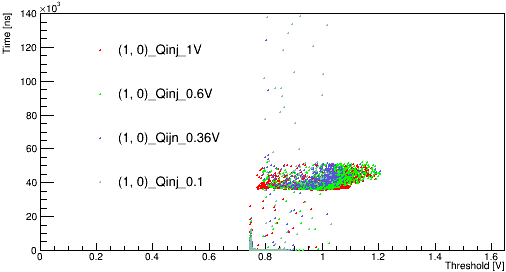 ×10³
Time [ns]
140
120
100
80
60
40
20
0
(1, 0)_Qinj_1V
(1, 0)_Qinj_0.6V
(1, 0)_Qijn_0.36V
(1, 0)_Qinj_0.1
0 0.2 0.4 0.6 0.8 1 1.2 1.4 1.6
Threshold [V]